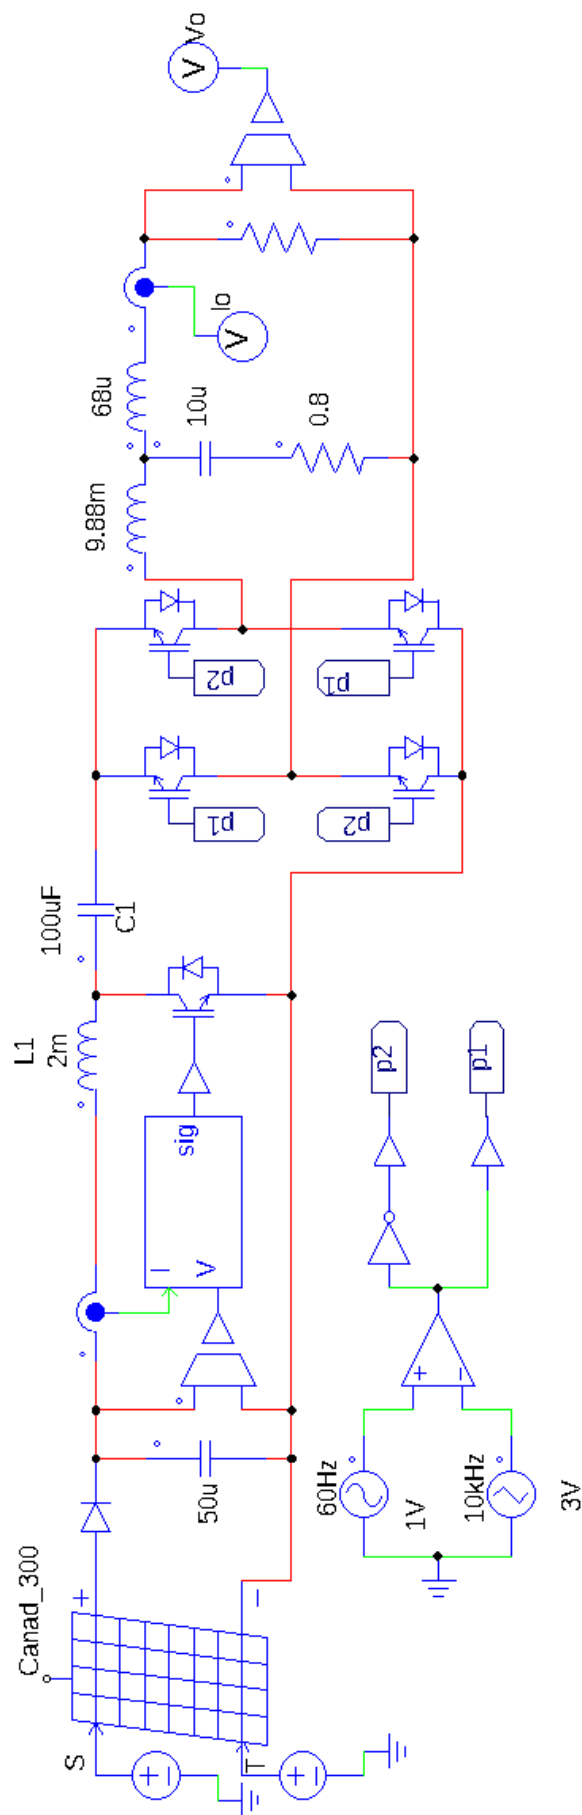 Canad_300
S
T
+
−
50u
I
V
sig
L1
2m
100uF
C1
p1
p2
p2
p1
9.88m
68u
10u
0.8
V
Io
V
Vo
60Hz
1V
10kHz
3V
+
−
p2
p1
+
−
+
−